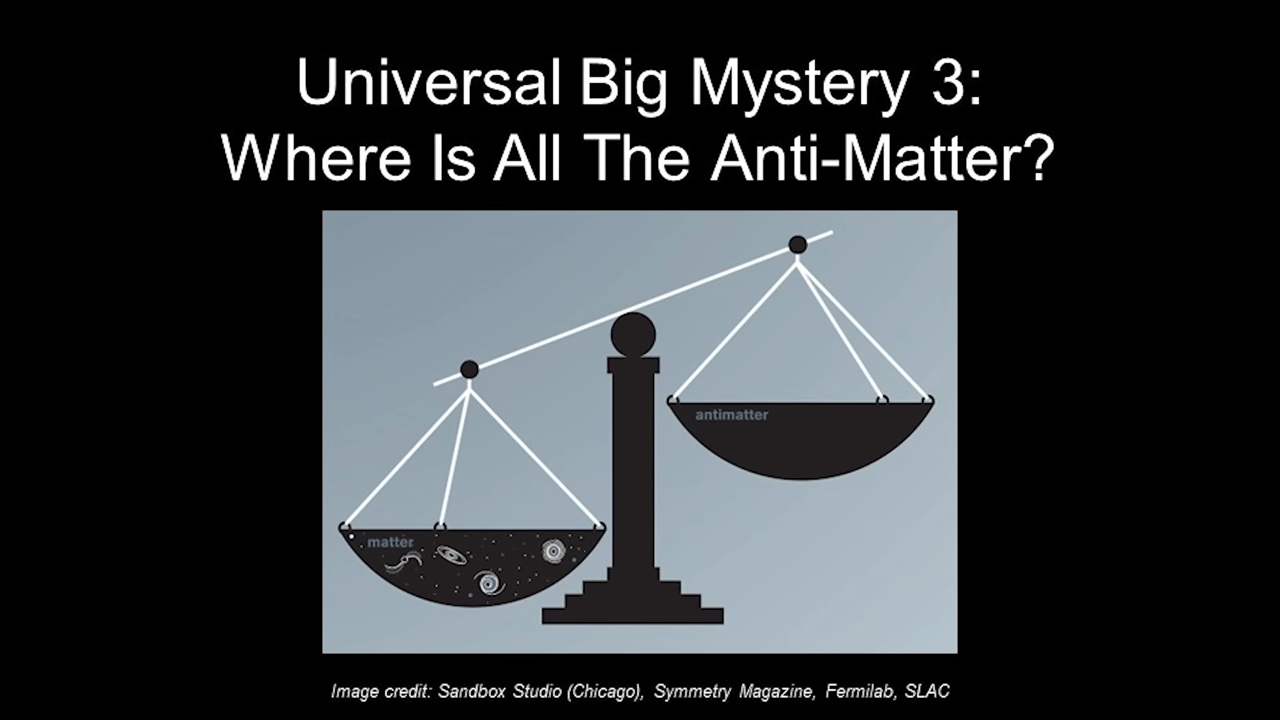 Universal Big Mystery 3:
Where Is All The Anti-Matter?
antimatter
matter
Image credit: Sandbox Studio (Chicago), Symmetry Magazine, Fermilab, SLAC